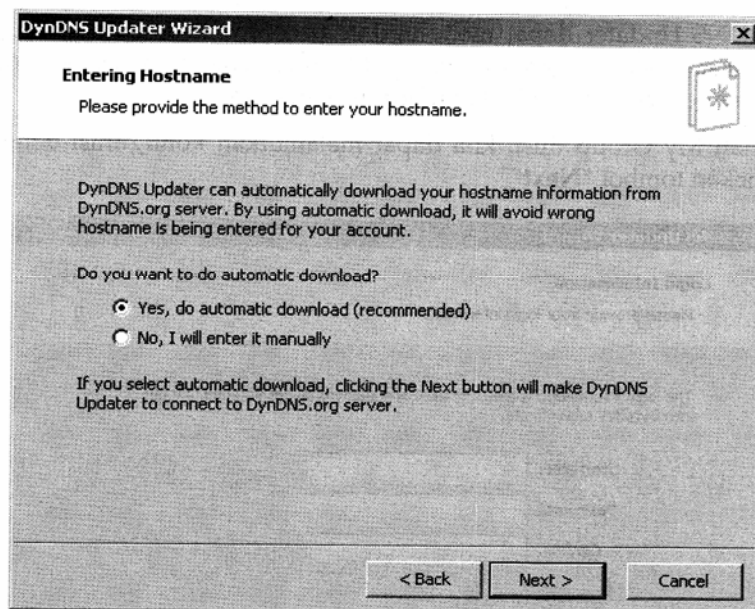 DynDNS Updater Wizard
Entering Hostname
Please provide the method to enter your hostname.
DynDNS Updater can automatically download your hostname information from
DynDNS.org server. By using automatic download, it will avoid wrong
hostname is being entered for your account.
Do you want to do automatic download?
Yes, do automatic download (recommended)
No, I will enter it manually
If you select automatic download, clicking the Next button will make DynDNS
Updater to connect to DynDNS.org server.
< Back
Next >
Cancel